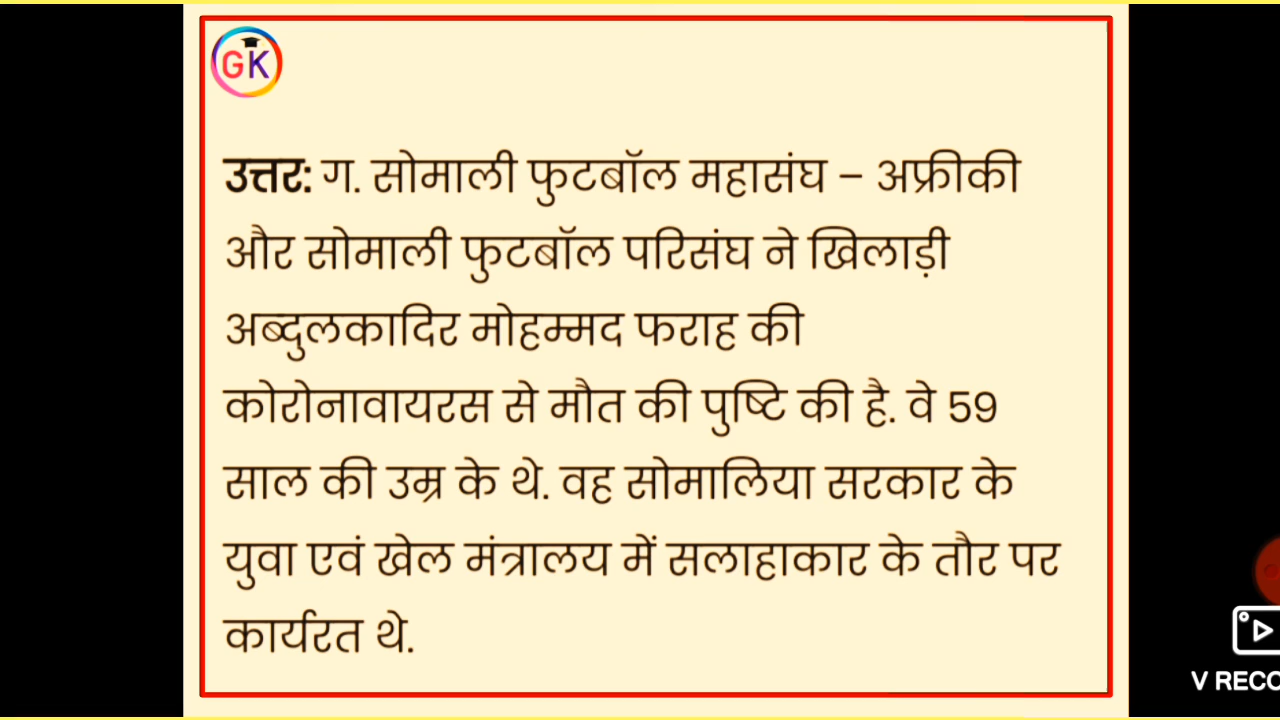 GK
उत्तर: ग. सोमाली फुटबॉल महासंघ – अफ्रीकी
और सोमाली फुटबॉल परिसंघ ने खिलाड़ी
अब्दुलकादिर मोहम्मद फराह की
कोरोनावायरस से मौत की पुष्टि की है. वे 59
साल की उम्र के थे. वह सोमालिया सरकार के
युवा एवं खेल मंत्रालय में सलाहाकार के तौर पर
कार्यरत थे.
V RECO